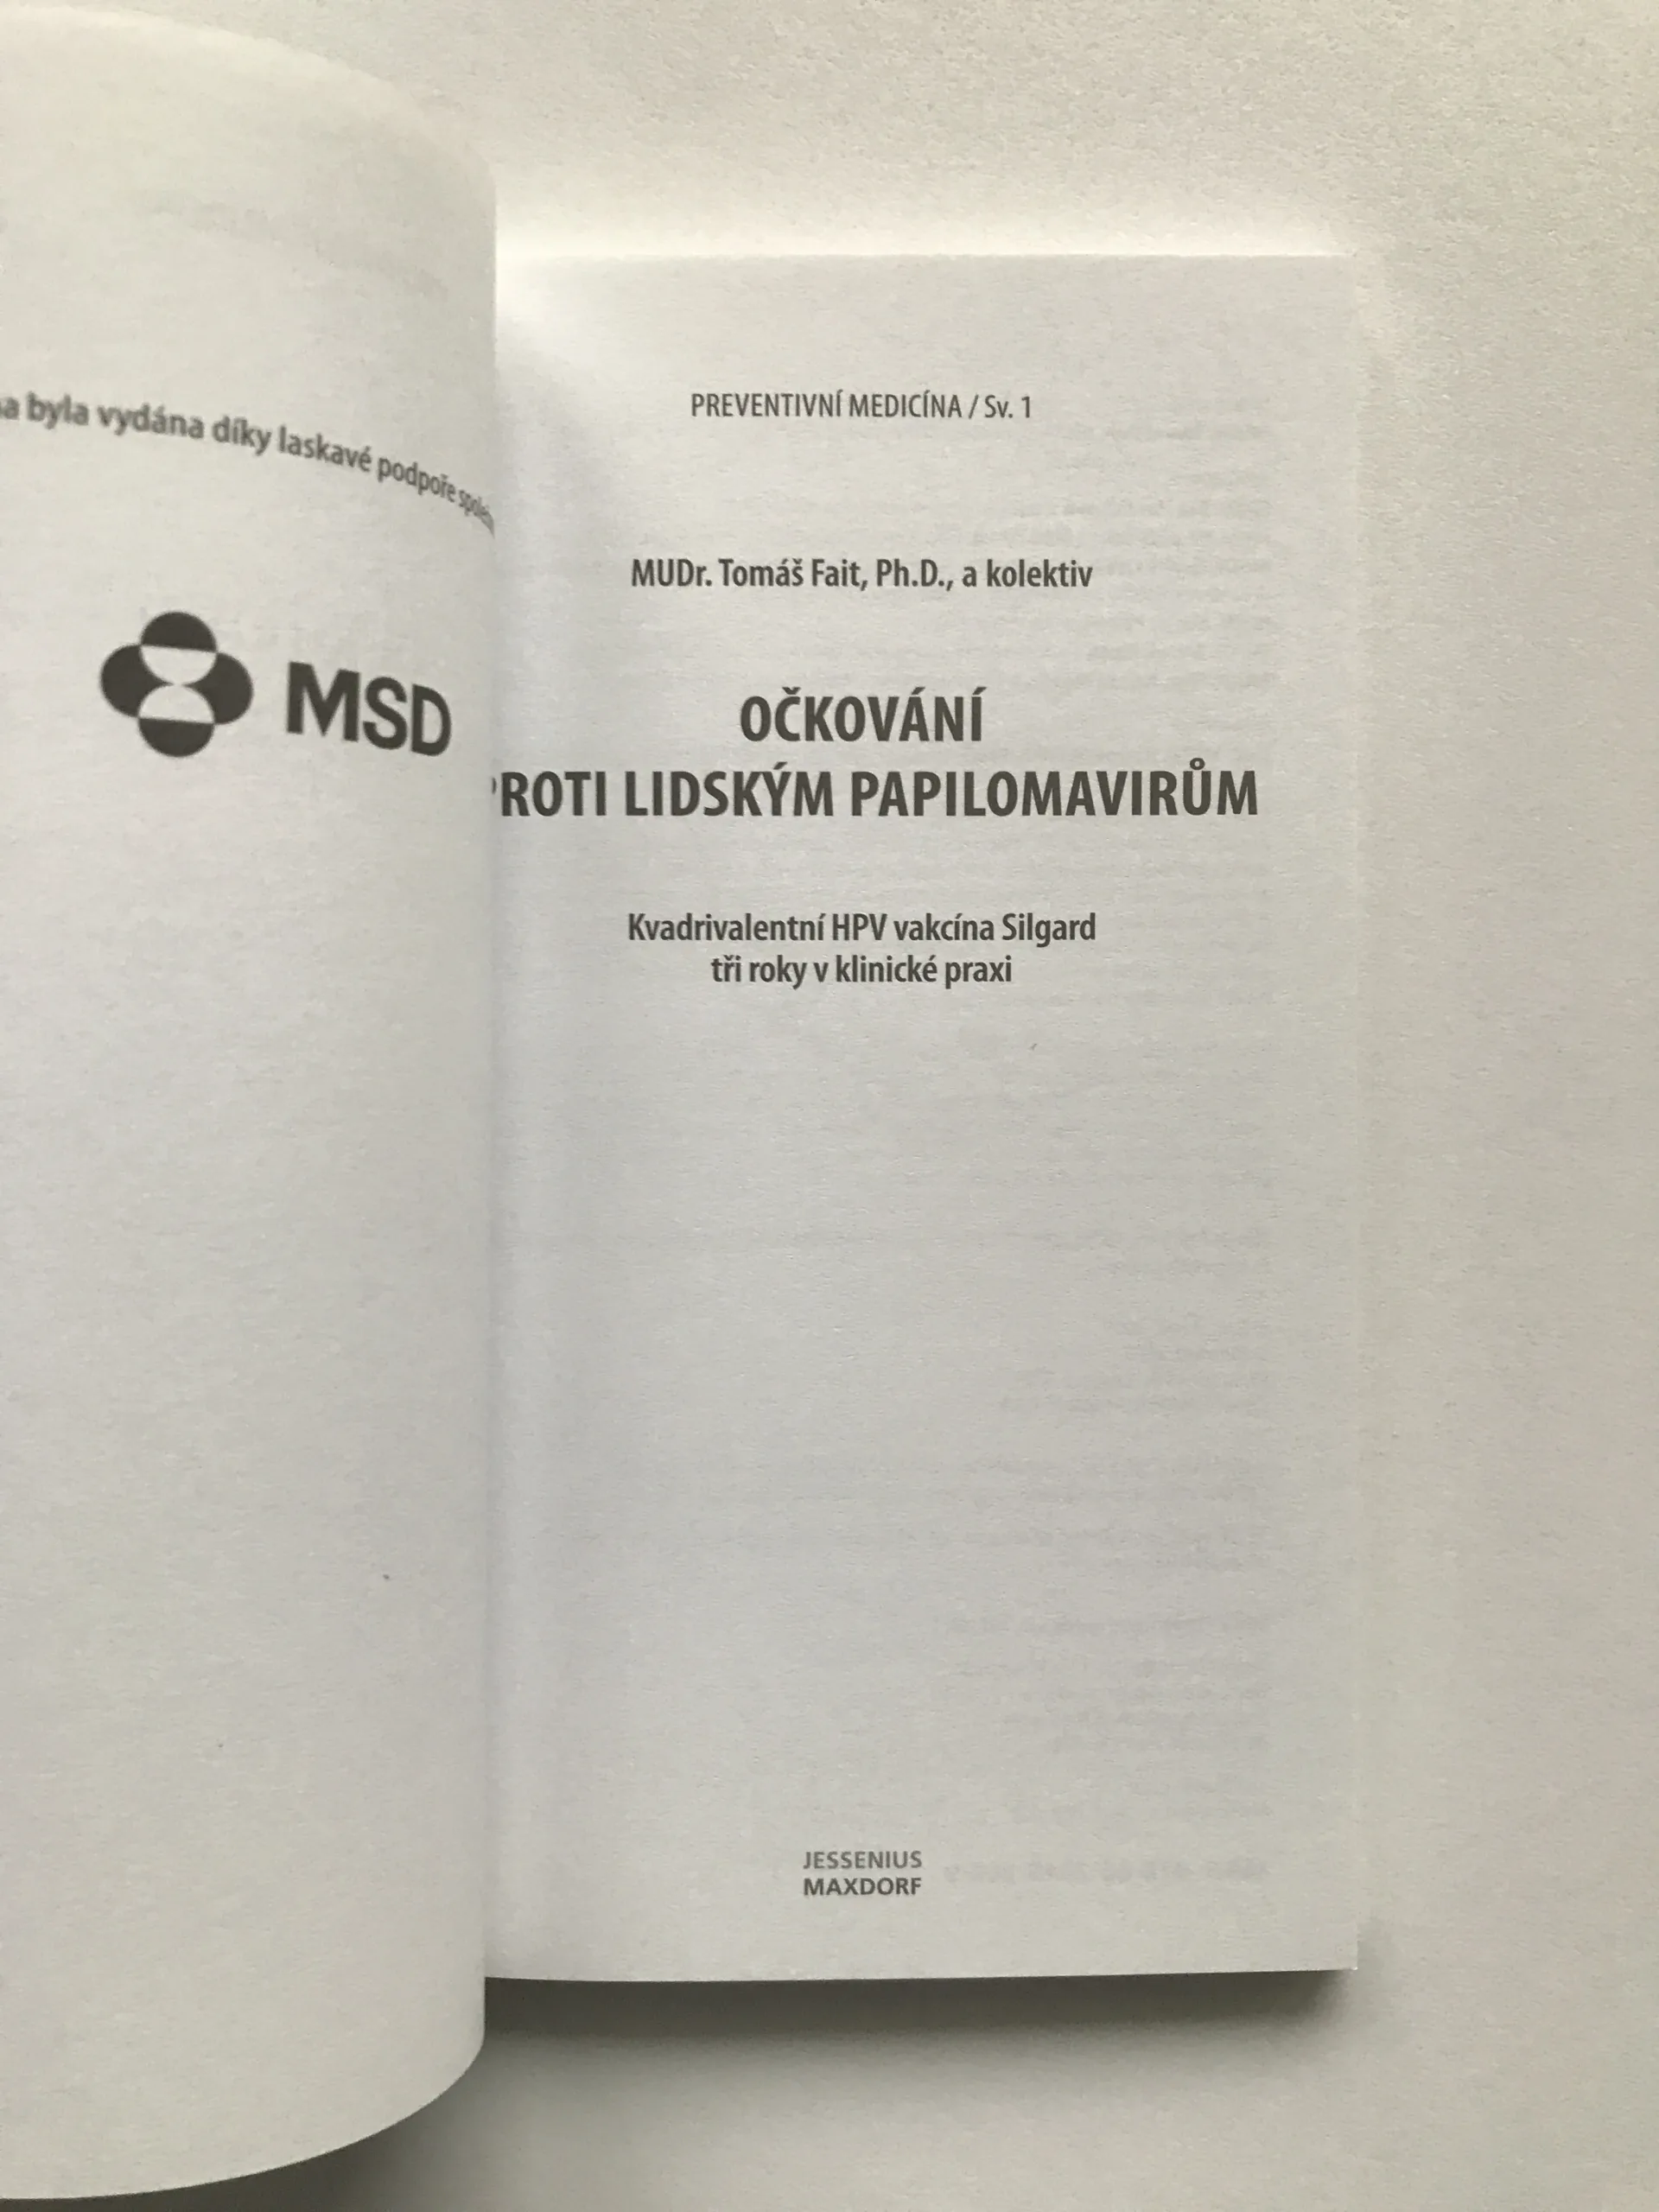 byla vydána díky laskavé podpoře
MSD
PREVENTIVNÍ MEDICÍNA / Sv. 1
MUDr. Tomáš Fait, Ph.D., a kolektiv
OČKOVÁNÍ
ROTI LIDSKÝM PAPILOMAVIRŮM
Kvadrivalentní HPV vakcína Silgard
tři roky v klinické praxi
JESSENIUS
MAXDORF